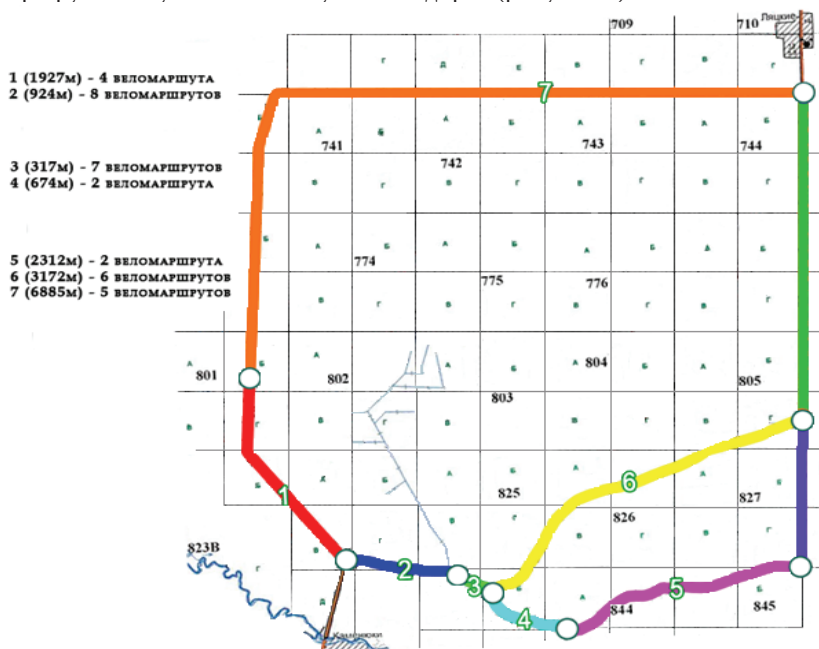 709
710
Ляцкие
Г Д Е В Г В Г
1 (1927м) - 4 ВЕЛОМАРШУТА
2 (924м) - 8 ВЕЛОМАРШРУТОВ
7
Б А Б А Б А Б А Б
741 742 743 744
3 (317м) - 7 ВЕЛОМАРШРУТОВ
4 (674м) - 2 ВЕЛОМАРШРУТА
В Г В Г В Г В Г
Б А Б А Б А Б А Б
5 (2312м) - 2 ВЕЛОМАРШРУТА
774
6 (3172м) - 6 ВЕЛОМАРШРУТОВ
775 776
7 (6885м) - 5 ВЕЛОМАРШРУТОВ
В Г В Г В Г В Г
А Б А А Б А Б А Б
801 802 803 804 805
В Г В Г В В Г В Г
6
Б А Б А Б А А Б
1
825 826 827
В Г В Г В Г В Г
823В
2
3
Г Б А Б
5
Д
844 845
4